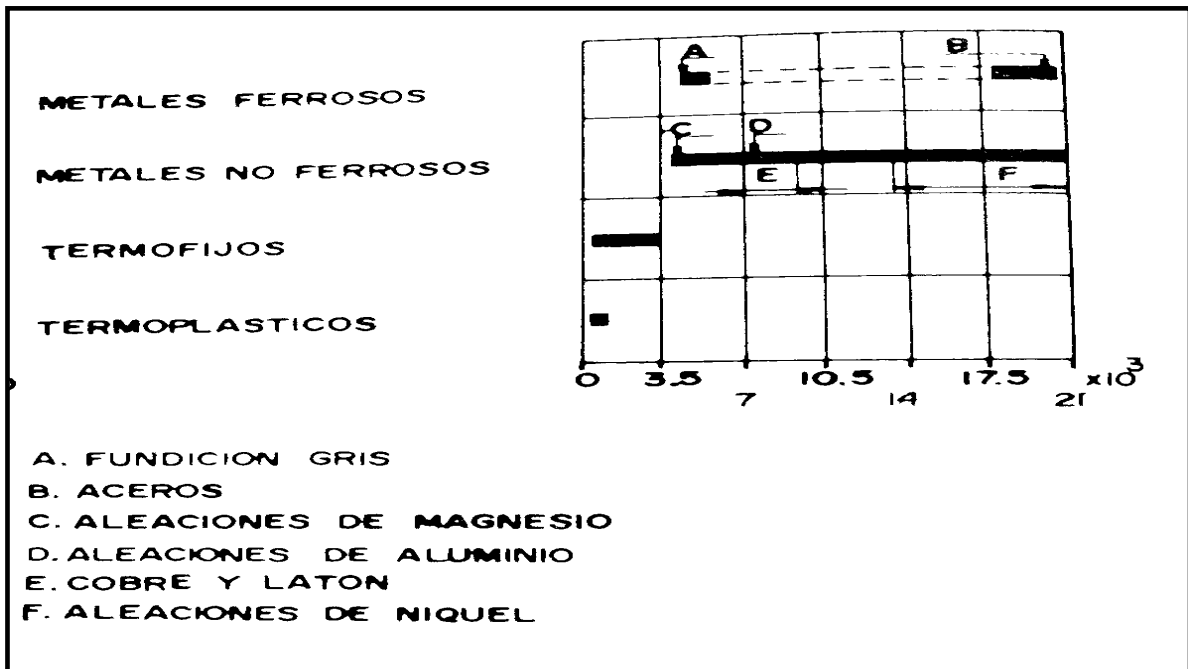 A B
METALES FERROSOS
C D
METALES NO FERROSOS
E F
TERMOFIJOS
TERMOPLASTICOS
0 3.5 10.5 17.5 x10³
7 14 21
A. FUNDICION GRIS
B. ACEROS
C. ALEACIONES DE MAGNESIO
D. ALEACIONES DE ALUMINIO
E. COBRE Y LATON
F. ALEACIONES DE NIQUEL